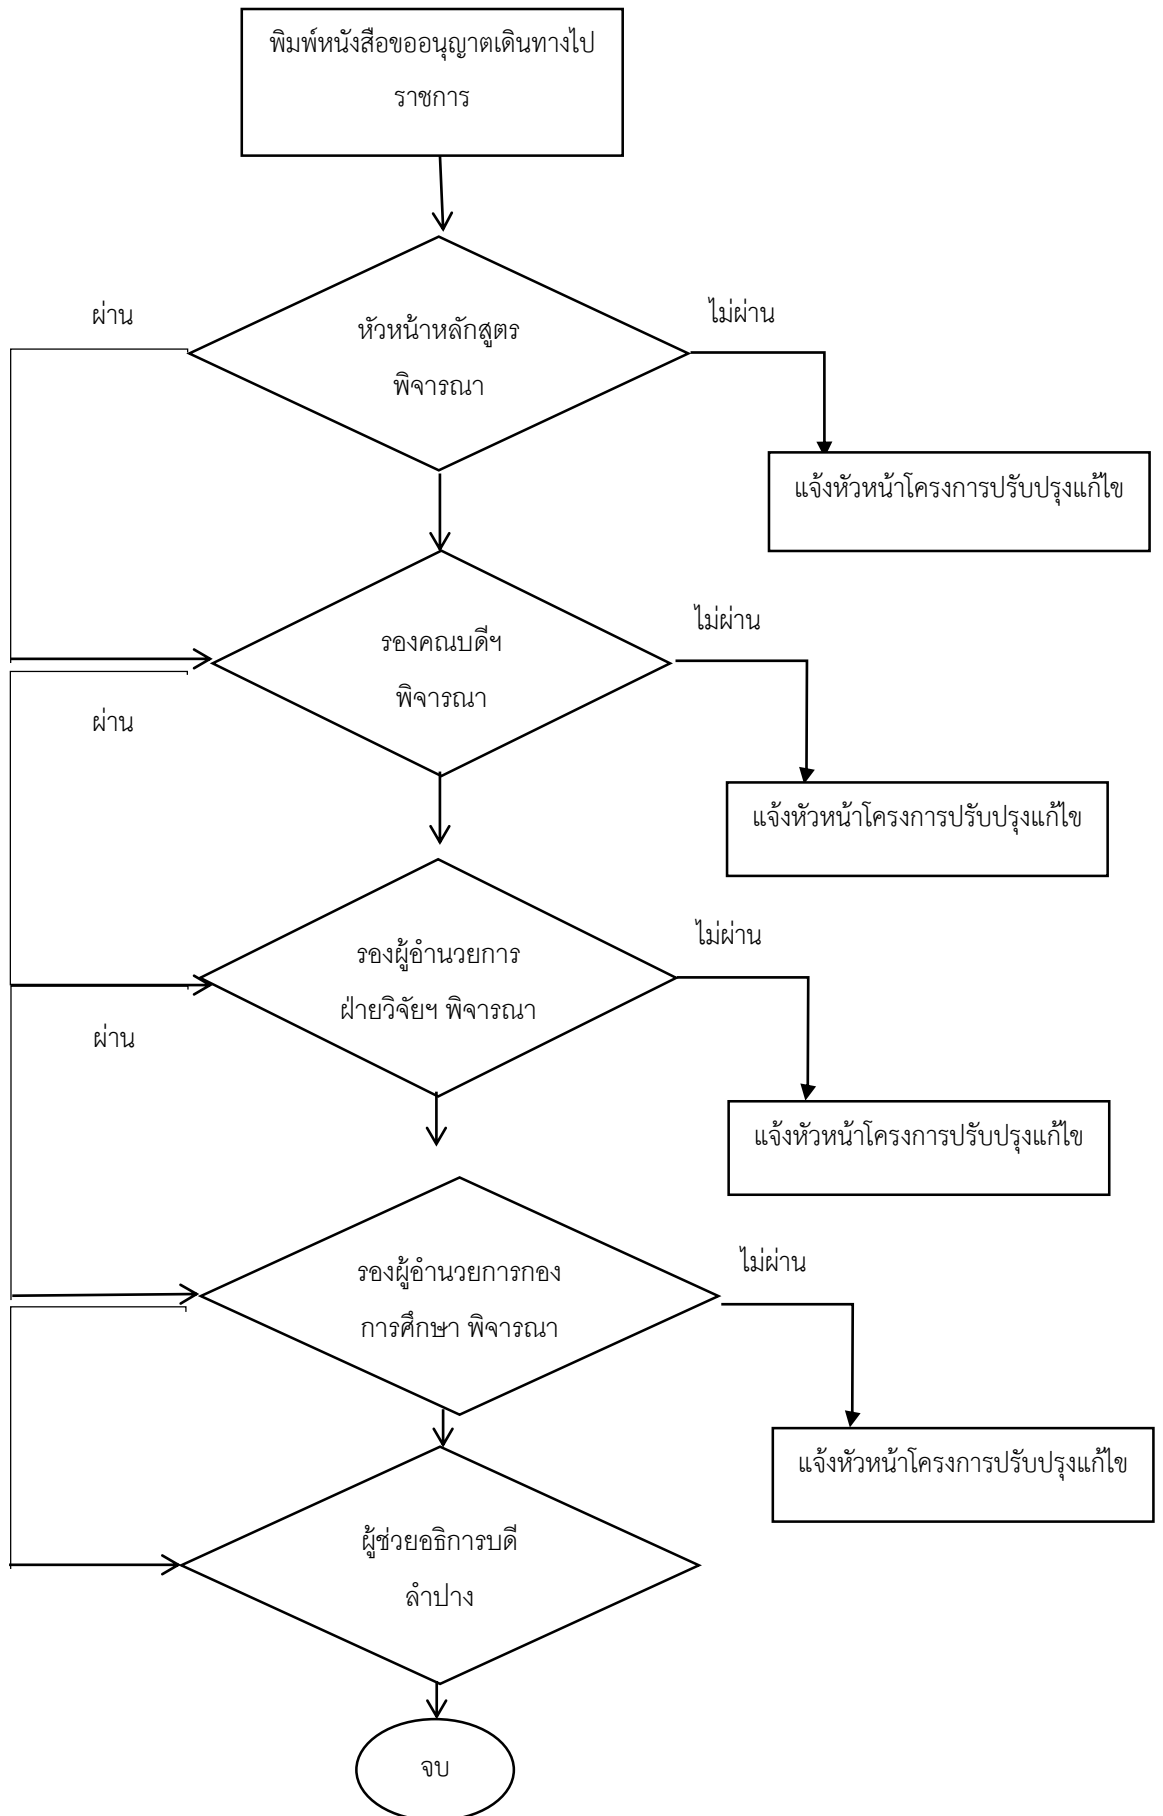 พิมพ์หนังสือขออนุญาตเดินทางไป
ราชการ
ผ่าน
ไม่ผ่าน
หัวหน้าหลักสูตร
พิจารณา
แจ้งหัวหน้าโครงการปรับปรุงแก้ไข
ไม่ผ่าน
รองคณบดีฯ
พิจารณา
ผ่าน
แจ้งหัวหน้าโครงการปรับปรุงแก้ไข
ไม่ผ่าน
รองผู้อำนวยการ
ฝ่ายวิจัยฯ พิจารณา
ผ่าน
แจ้งหัวหน้าโครงการปรับปรุงแก้ไข
ไม่ผ่าน
รองผู้อำนวยการกอง
การศึกษา พิจารณา
แจ้งหัวหน้าโครงการปรับปรุงแก้ไข
ผู้ช่วยอธิการบดี
ลำปาง
จบ